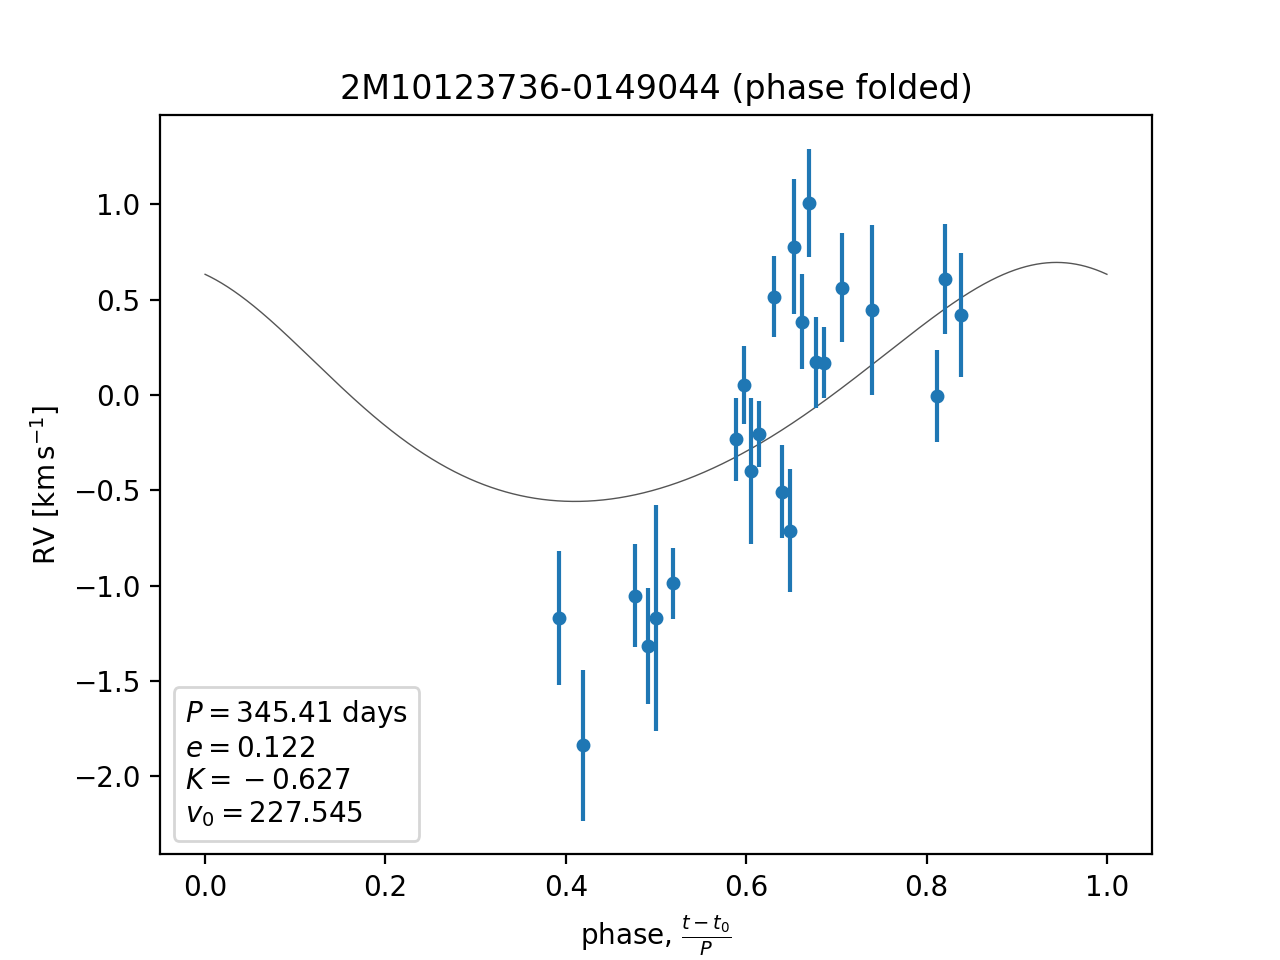 2M10123736-0149044 (phase folded)
RV [km s⁻¹]
1.0
0.5
0.0
−0.5
−1.0
−1.5
−2.0
P = 345.41 days
e = 0.122
K = −0.627
v₀ = 227.545
0.0 0.2 0.4 0.6 0.8 1.0
phase, (t − t₀)/P